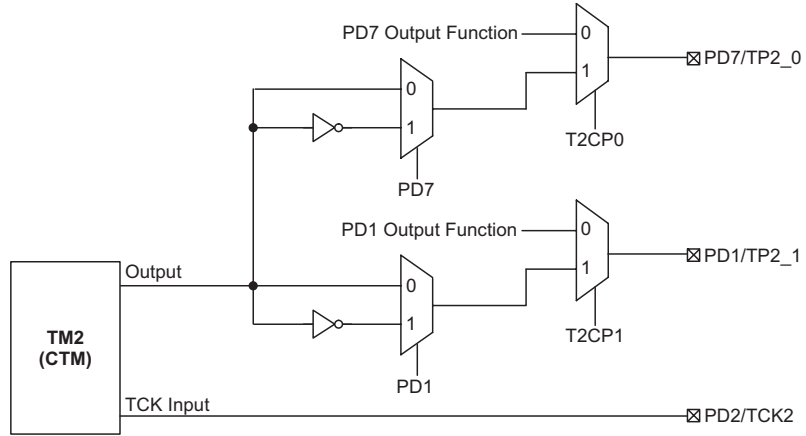 PD7 Output Function
0
1
PD7/TP2_0
T2CP0
0
1
PD7
PD1 Output Function
0
1
PD1/TP2_1
T2CP1
Output
0
1
PD1
TM2
(CTM)
TCK Input
PD2/TCK2